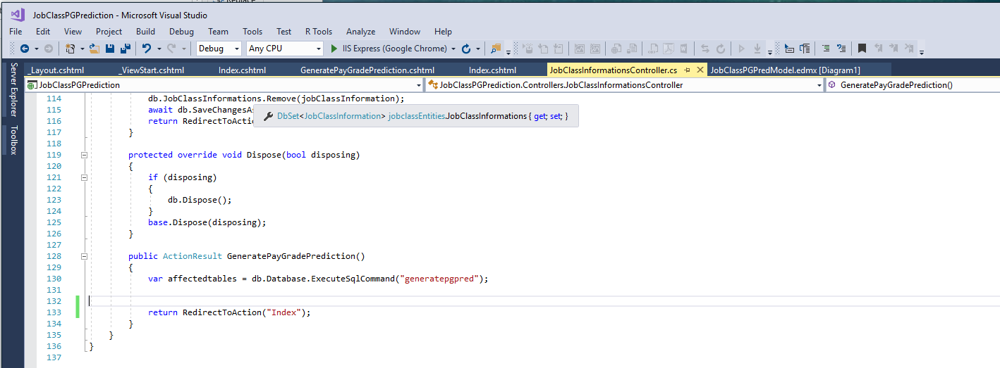 Replace
JobClassPGPrediction - Microsoft Visual Studio
File Edit View Project Build Debug Team Tools Test R Tools Analyze Window Help
Debug Any CPU IIS Express (Google Chrome)
Server Explorer
Toolbox
_Layout.cshtml _ViewStart.cshtml Index.cshtml GeneratePayGradePrediction.cshtml Index.cshtml JobClassInformationsController.cs JobClassPGPredModel.edmx [Diagram1]
JobClassPGPrediction JobClassPGPrediction.Controllers.JobClassInformationsController GeneratePayGradePrediction()
114 db.JobClassInformations.Remove(jobClassInformation);
115 await db.SaveChangesAs
DbSet<JobClassInformation> jobclassEntities.JobClassInformations { get; set; }
116 return RedirectToActio
117 }
118
119 protected override void Dispose(bool disposing)
120 {
121 if (disposing)
122 {
123 db.Dispose();
124 }
125 base.Dispose(disposing);
126 }
127
128 public ActionResult GeneratePayGradePrediction()
129 {
130 var affectedtables = db.Database.ExecuteSqlCommand("generatepgpred");
131
132
133 return RedirectToAction("Index");
134 }
135 }
136 }
137